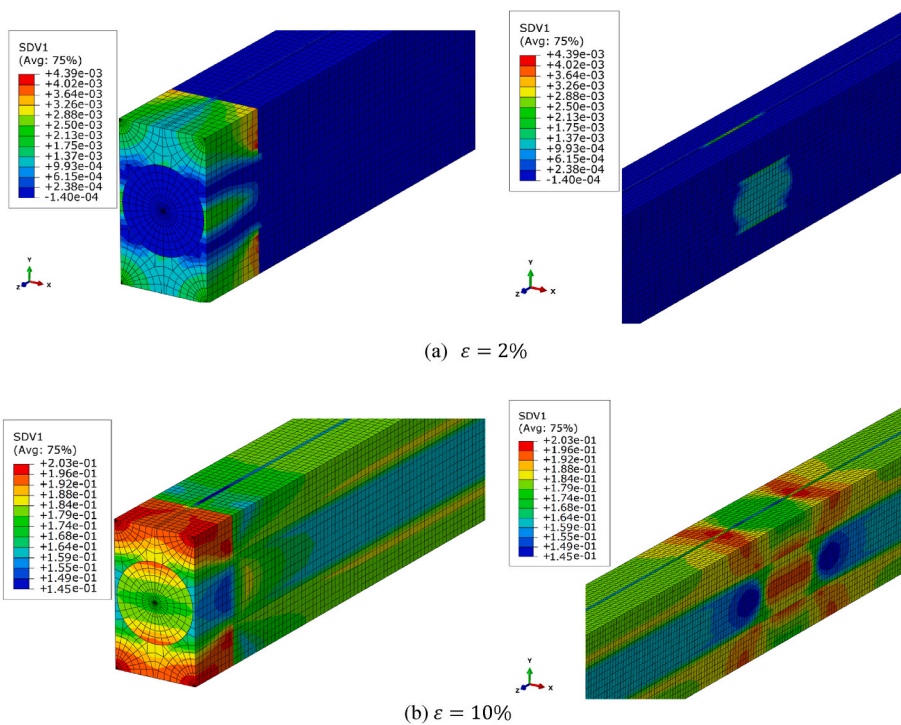 SDV1
(Avg: 75%)
+4.39e-03
+4.02e-03
+3.64e-03
+3.26e-03
+2.88e-03
+2.50e-03
+2.13e-03
+1.75e-03
+1.37e-03
+9.93e-04
+6.15e-04
+2.38e-04
-1.40e-04
Y
Z X
SDV1
(Avg: 75%)
+4.39e-03
+4.02e-03
+3.64e-03
+3.26e-03
+2.88e-03
+2.50e-03
+2.13e-03
+1.75e-03
+1.37e-03
+9.93e-04
+6.15e-04
+2.38e-04
-1.40e-04
Y
Z X
(a) ε = 2%
SDV1
(Avg: 75%)
+2.03e-01
+1.96e-01
+1.92e-01
+1.88e-01
+1.84e-01
+1.79e-01
+1.74e-01
+1.68e-01
+1.64e-01
+1.59e-01
+1.55e-01
+1.49e-01
+1.45e-01
Y
Z X
SDV1
(Avg: 75%)
+2.03e-01
+1.96e-01
+1.92e-01
+1.88e-01
+1.84e-01
+1.79e-01
+1.74e-01
+1.68e-01
+1.64e-01
+1.59e-01
+1.55e-01
+1.49e-01
+1.45e-01
Y
Z X
(b) ε = 10%